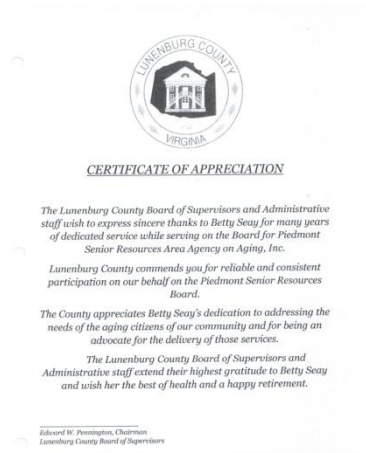 LUNENBURG COUNTY
VIRGINIA
CERTIFICATE OF APPRECIATION
The Lunenburg County Board of Supervisors and Administrative
staff wish to express sincere thanks to Betty Seay for many years
of dedicated service while serving on the Board for Piedmont
Senior Resources Area Agency on Aging, Inc.
Lunenburg County commends you for reliable and consistent
participation on our behalf on the Piedmont Senior Resources
Board.
The County appreciates Betty Seay's dedication to addressing the
needs of the aging citizens of our community and for being an
advocate for the delivery of those services.
The Lunenburg County Board of Supervisors and
Administrative staff extend their highest gratitude to Betty Seay
and wish her the best of health and a happy retirement.
Edward W. Pennington, Chairman
Lunenburg County Board of Supervisors